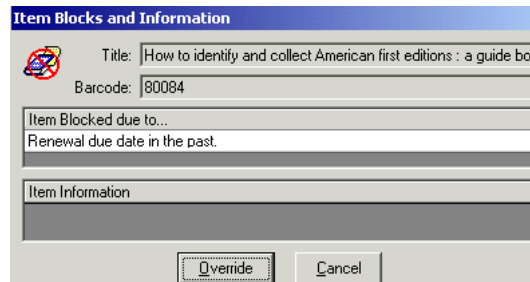 Item Blocks and Information
Title: How to identify and collect American first editions : a guide bo
Barcode: 80084
Item Blocked due to...
Renewal due date in the past.
Item Information
Override Cancel